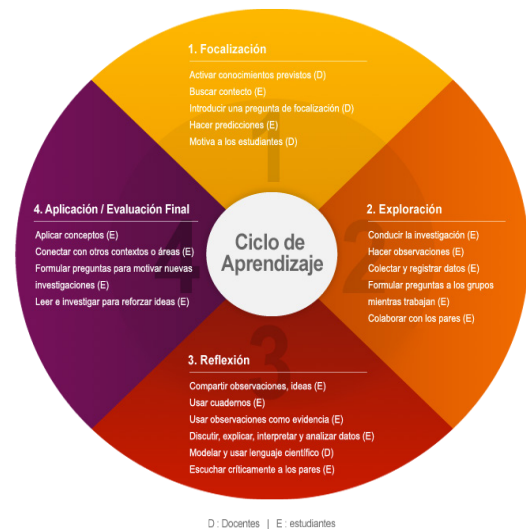 1. Focalización
Activar conocimientos previstos (D)
Buscar contecto (E)
Introducir una pregunta de focalización (D)
Hacer predicciones (E)
Motiva a los estudiantes (D)
1
2. Exploración
Conducir la investigación (E)
Hacer observaciones (E)
Colectar y registrar datos (E)
Formular preguntas a los grupos
mientras trabajan (E)
Colaborar con los pares (E)
2
3
3. Reflexión
Compartir observaciones, ideas (E)
Usar cuadernos (E)
Usar observaciones como evidencia (E)
Discutir, explicar, interpretar y analizar datos (E)
Modelar y usar lenguaje científico (D)
Escuchar críticamente a los pares (E)
4. Aplicación / Evaluación Final
Aplicar conceptos (E)
Conectar con otros contextos o áreas (E)
Formular preguntas para motivar nuevas
investigaciones (E)
Leer e investigar para reforzar ideas (E)
4
Ciclo de
Aprendizaje
D : Docentes | E : estudiantes